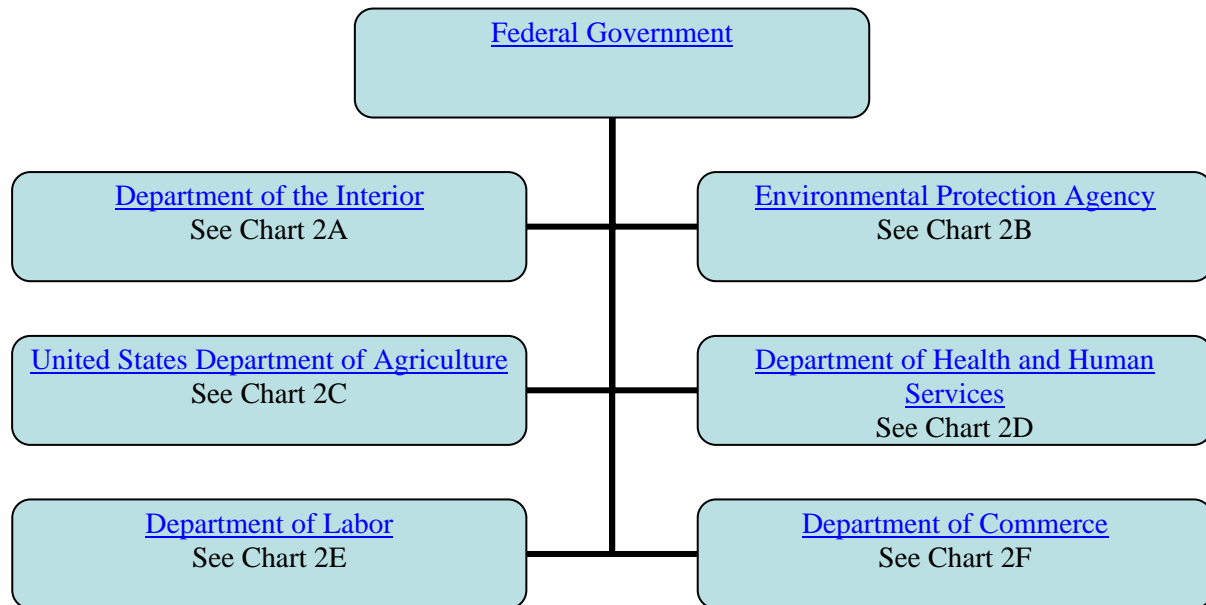 Federal Government
Department of the Interior
See Chart 2A
Environmental Protection Agency
See Chart 2B
United States Department of Agriculture
See Chart 2C
Department of Health and Human
Services
See Chart 2D
Department of Labor
See Chart 2E
Department of Commerce
See Chart 2F